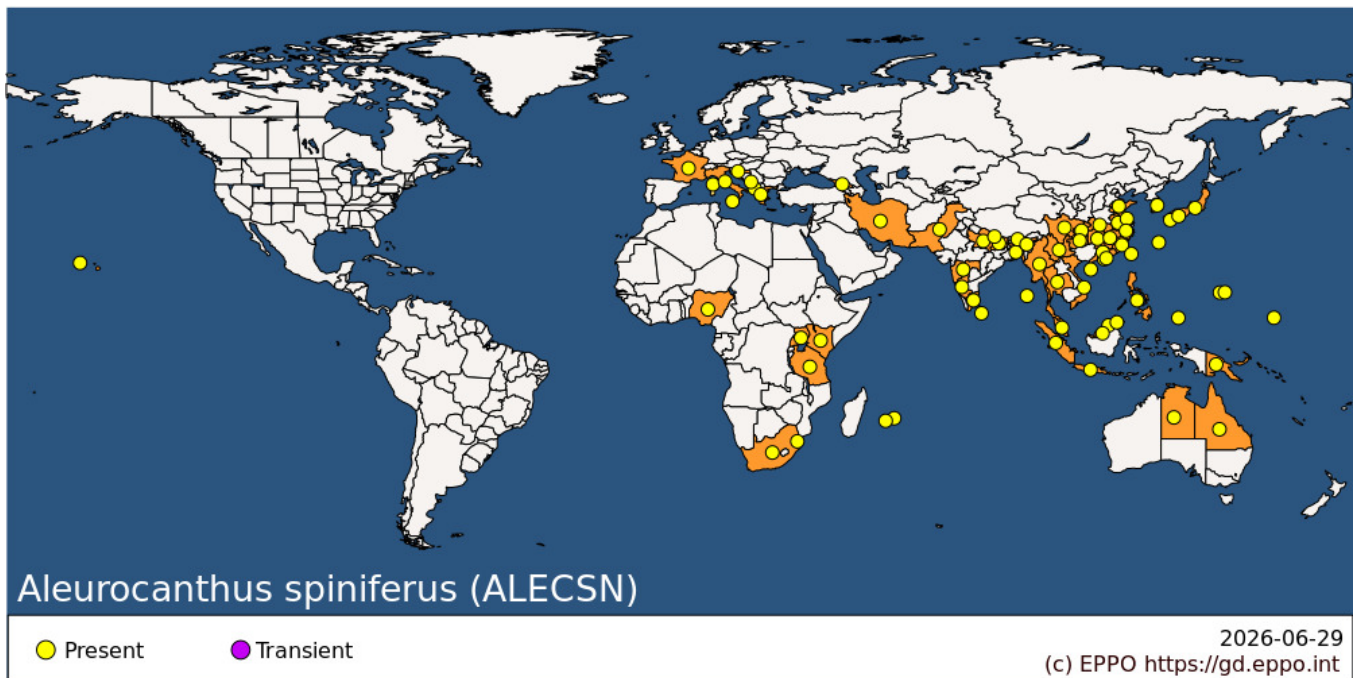 Aleurocanthus spiniferus (ALECSN)
Present
Transient
2026-06-29
(c) EPPO https://gd.eppo.int